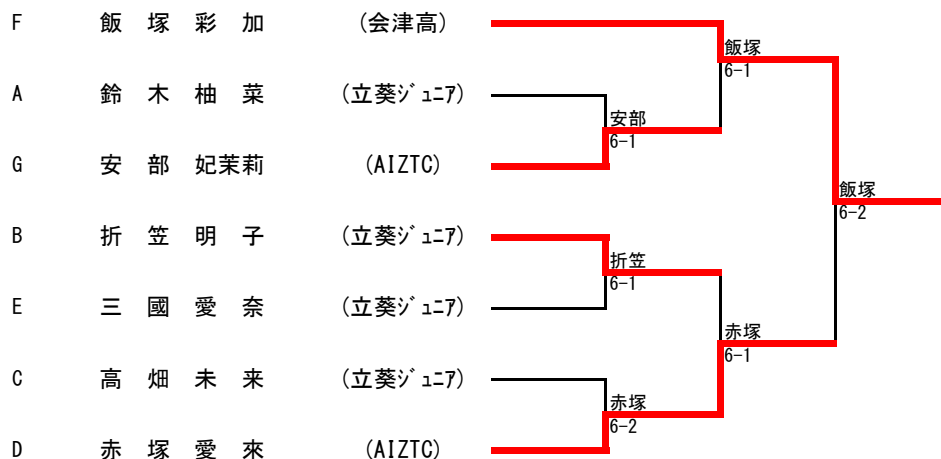 F 飯 塚 彩 加 (会津高)
飯塚
6-1
A 鈴 木 柚 菜 (立葵ｼﾞｭﾆｱ)
安部
6-1
G 安 部 妃茉莉 (AIZTC)
飯塚
6-2
B 折 笠 明 子 (立葵ｼﾞｭﾆｱ)
折笠
6-1
E 三 國 愛 奈 (立葵ｼﾞｭﾆｱ)
赤塚
6-1
C 高 畑 未 来 (立葵ｼﾞｭﾆｱ)
赤塚
6-2
D 赤 塚 愛 來 (AIZTC)